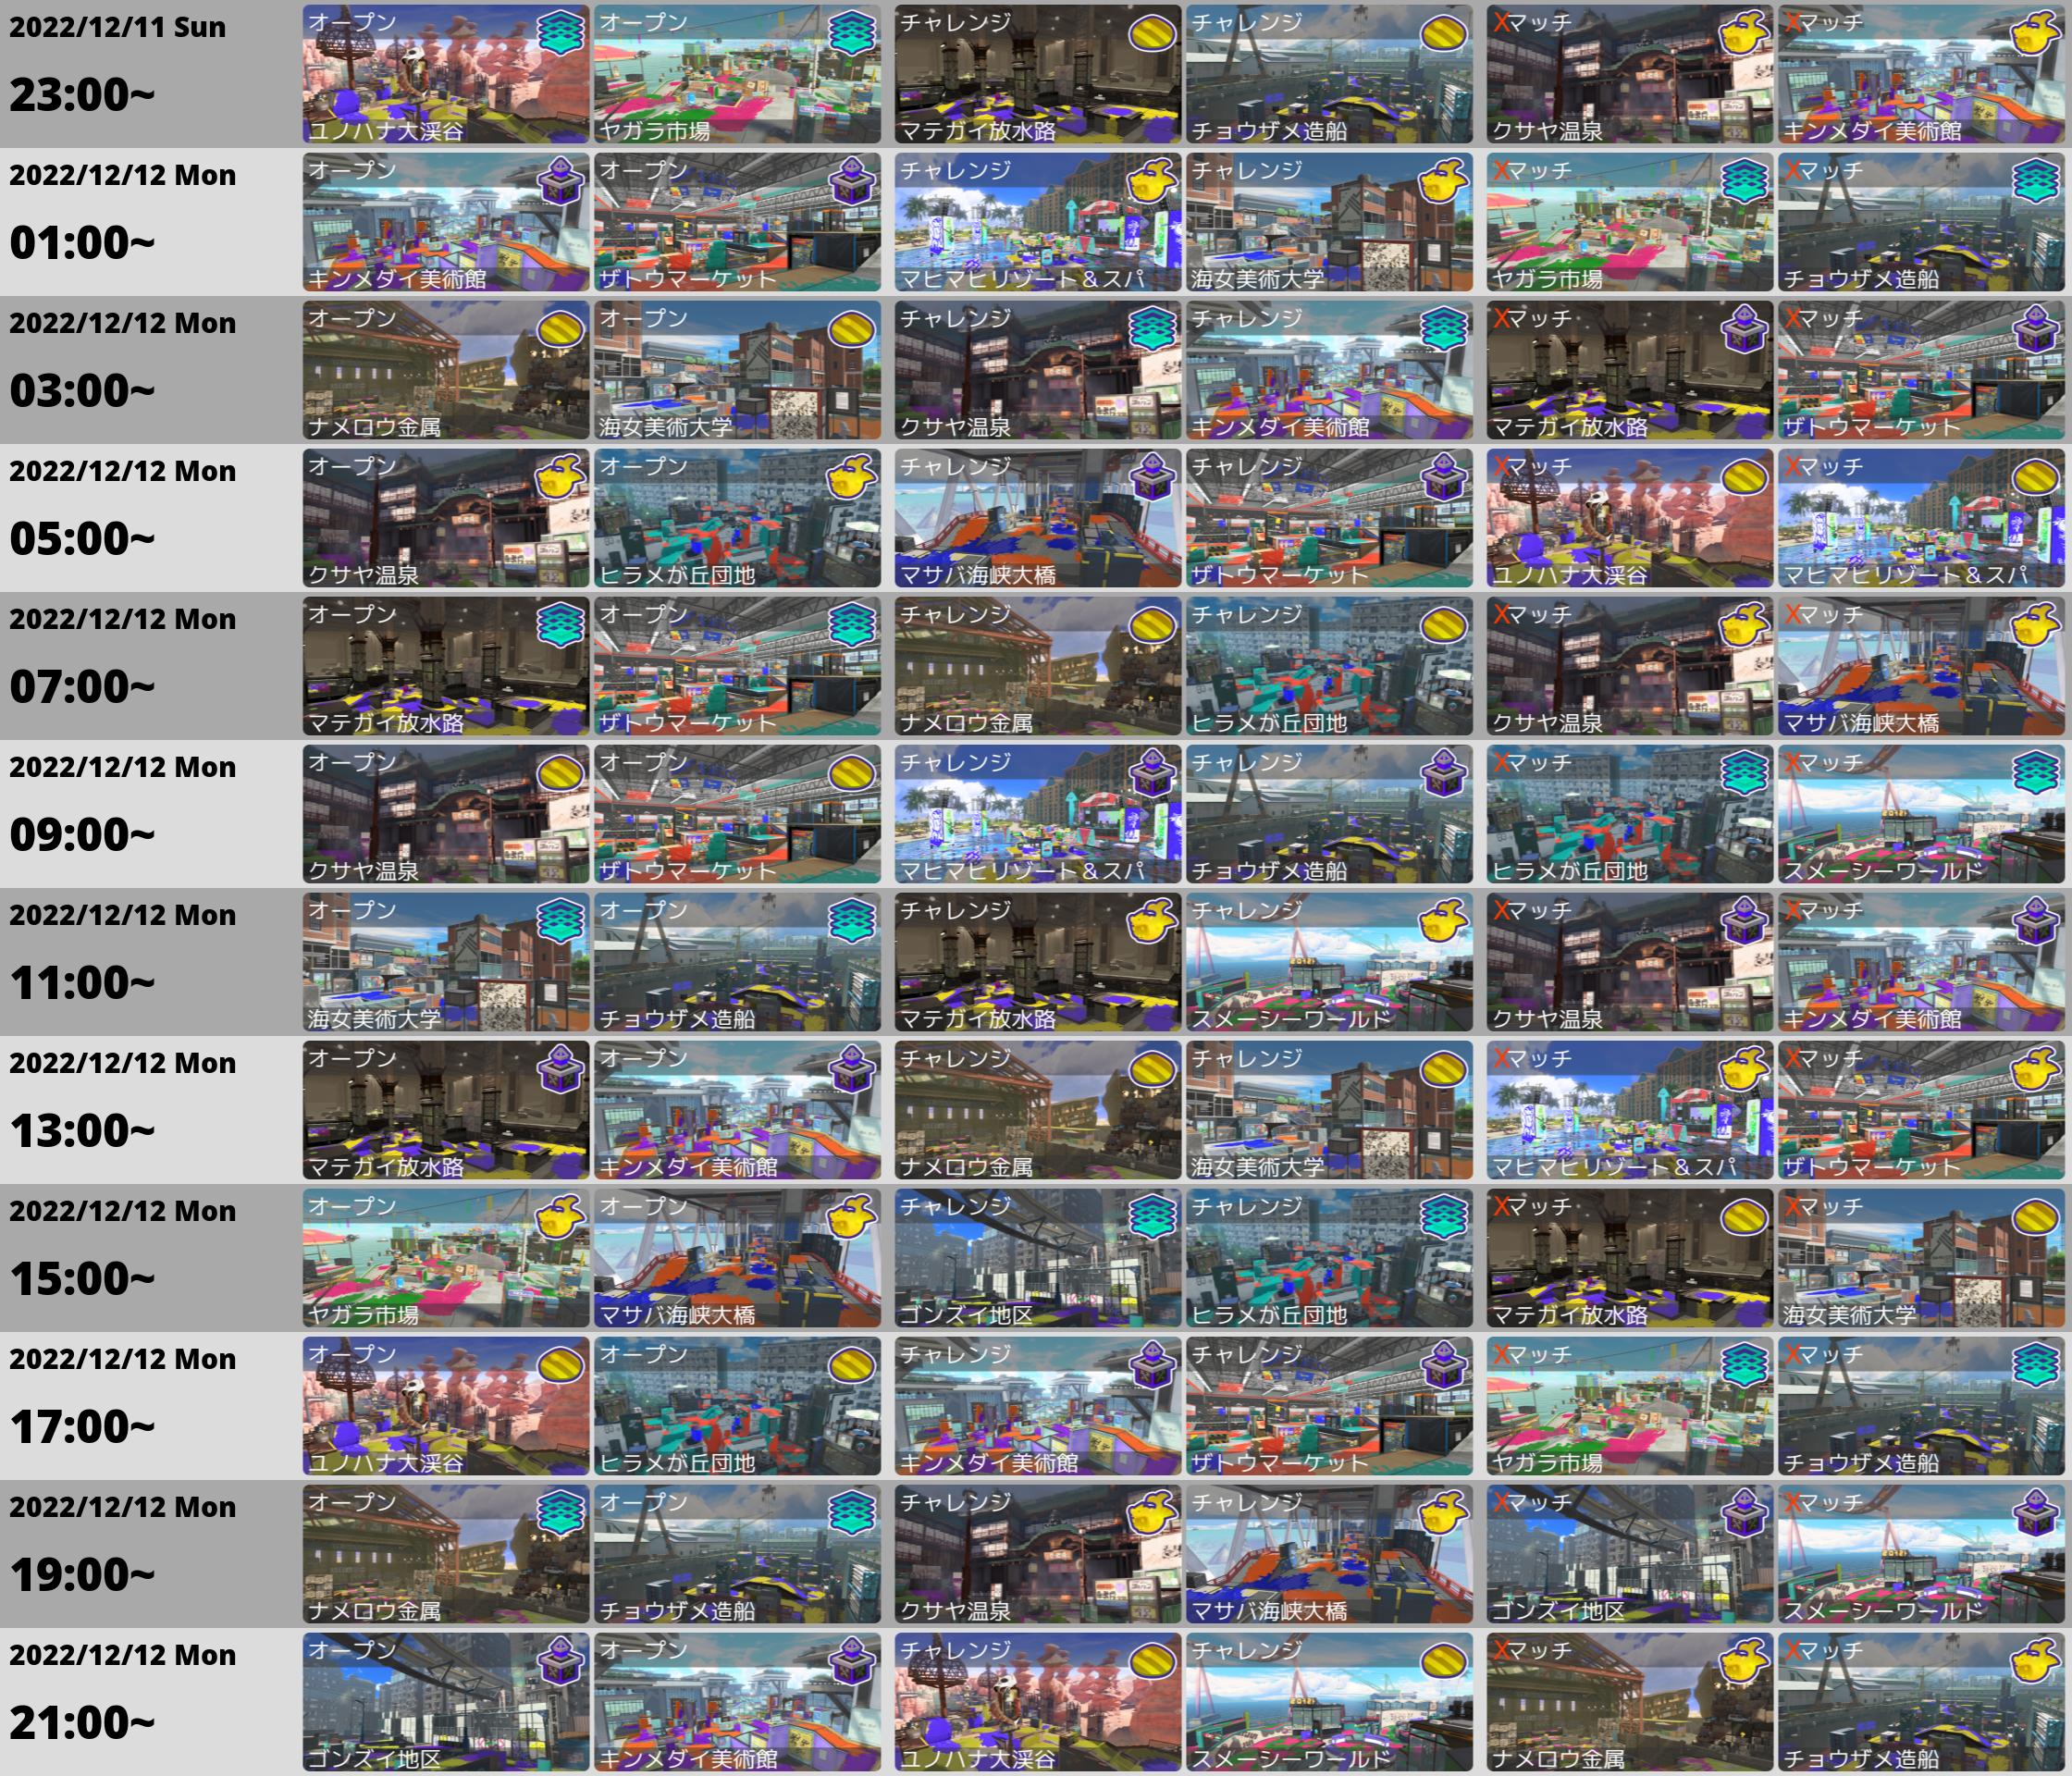 2022/12/11 Sun
23:00~
オープン オープン チャレンジ チャレンジ Xマッチ Xマッチ
ユノハナ大渓谷 ヤガラ市場 マテガイ放水路 チョウザメ造船 クサヤ温泉 キンメダイ美術館
2022/12/12 Mon
01:00~
オープン オープン チャレンジ チャレンジ Xマッチ Xマッチ
キンメダイ美術館 ザトウマーケット マヒマヒリゾート＆スパ 海女美術大学 ヤガラ市場 チョウザメ造船
2022/12/12 Mon
03:00~
オープン オープン チャレンジ チャレンジ Xマッチ Xマッチ
ナメロウ金属 海女美術大学 クサヤ温泉 キンメダイ美術館 マテガイ放水路 ザトウマーケット
2022/12/12 Mon
05:00~
オープン オープン チャレンジ チャレンジ Xマッチ Xマッチ
クサヤ温泉 ヒラメが丘団地 マサバ海峡大橋 ザトウマーケット ユノハナ大渓谷 マヒマヒリゾート＆スパ
2022/12/12 Mon
07:00~
オープン オープン チャレンジ チャレンジ Xマッチ Xマッチ
マテガイ放水路 ザトウマーケット ナメロウ金属 ヒラメが丘団地 クサヤ温泉 マサバ海峡大橋
2022/12/12 Mon
09:00~
オープン オープン チャレンジ チャレンジ Xマッチ Xマッチ
クサヤ温泉 ザトウマーケット マヒマヒリゾート＆スパ チョウザメ造船 ヒラメが丘団地 スメーシーワールド
2022/12/12 Mon
11:00~
オープン オープン チャレンジ チャレンジ Xマッチ Xマッチ
海女美術大学 チョウザメ造船 マテガイ放水路 スメーシーワールド クサヤ温泉 キンメダイ美術館
2022/12/12 Mon
13:00~
オープン オープン チャレンジ チャレンジ Xマッチ Xマッチ
マテガイ放水路 キンメダイ美術館 ナメロウ金属 海女美術大学 マヒマヒリゾート＆スパ ザトウマーケット
2022/12/12 Mon
15:00~
オープン オープン チャレンジ チャレンジ Xマッチ Xマッチ
ヤガラ市場 マサバ海峡大橋 ゴンズイ地区 ヒラメが丘団地 マテガイ放水路 海女美術大学
2022/12/12 Mon
17:00~
オープン オープン チャレンジ チャレンジ Xマッチ Xマッチ
ユノハナ大渓谷 ヒラメが丘団地 キンメダイ美術館 ザトウマーケット ヤガラ市場 チョウザメ造船
2022/12/12 Mon
19:00~
オープン オープン チャレンジ チャレンジ Xマッチ Xマッチ
ナメロウ金属 チョウザメ造船 クサヤ温泉 マサバ海峡大橋 ゴンズイ地区 スメーシーワールド
2022/12/12 Mon
21:00~
オープン オープン チャレンジ チャレンジ Xマッチ Xマッチ
ゴンズイ地区 キンメダイ美術館 ユノハナ大渓谷 スメーシーワールド ナメロウ金属 チョウザメ造船